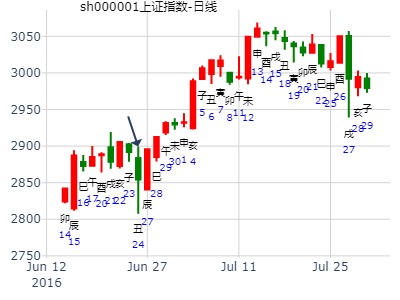 sh000001上证指数-日线
3050
3000
2950
2900
2850
2800
2750
卯 辰 巳 午 酉 戌 亥 子 丑 辰 巳 午 未 申 亥 子 丑 寅 卯 午 未 申 酉 戌 丑 寅 卯 辰 巳 申 酉 戌 亥 子
14 15 16 17 20 21 22 23 24 27 28 29 30 1 4 5 6 7 8 11 12 13 14 15 18 19 20 21 22 25 26 27 28 29
Jun 12 Jun 27 Jul 11 Jul 25
2016